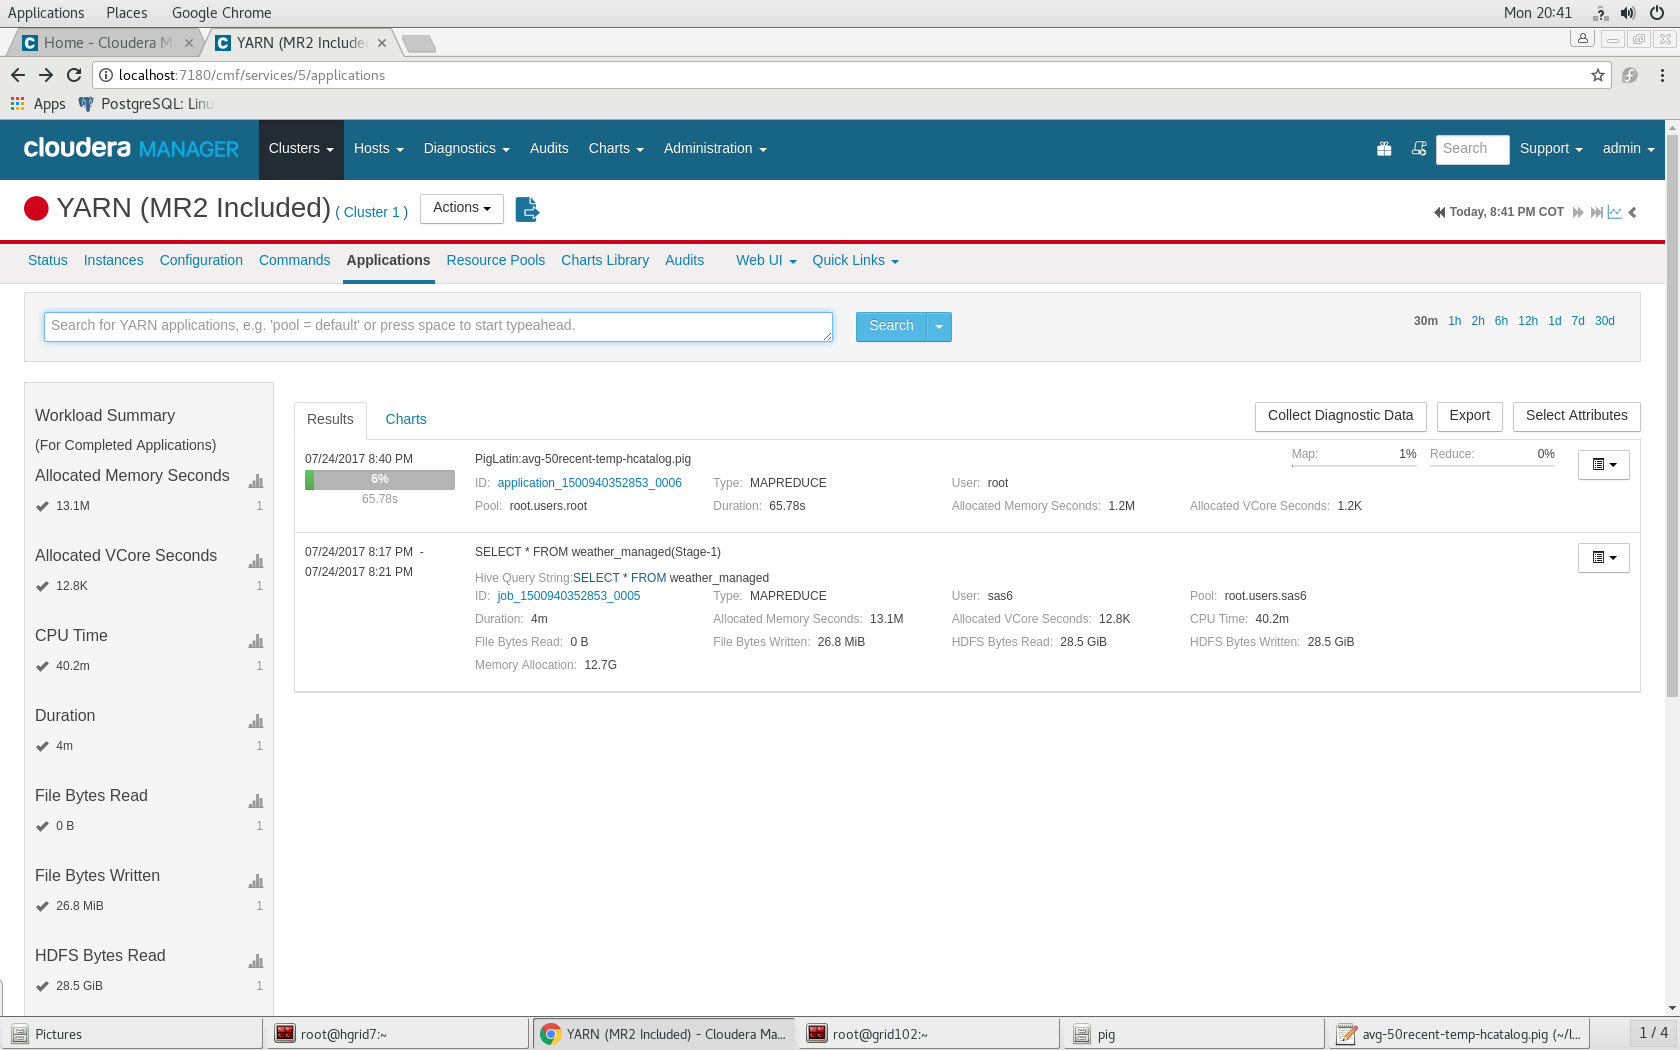 Applications Places Google Chrome Mon 20:41
Home - Cloudera M YARN (MR2 Include
localhost:7180/cmf/services/5/applications
Apps PostgreSQL: Linu
cloudera MANAGER Clusters Hosts Diagnostics Audits Charts Administration Search Support admin
YARN (MR2 Included) ( Cluster 1 ) Actions Today, 8:41 PM COT
Status Instances Configuration Commands Applications Resource Pools Charts Library Audits Web UI Quick Links
Search for YARN applications, e.g. 'pool = default' or press space to start typeahead. Search 30m 1h 2h 6h 12h 1d 7d 30d
Workload Summary
(For Completed Applications)
Allocated Memory Seconds
13.1M 1
Allocated VCore Seconds
12.8K 1
CPU Time
40.2m 1
Duration
4m 1
File Bytes Read
0 B 1
File Bytes Written
26.8 MiB 1
HDFS Bytes Read
28.5 GiB 1
Results Charts Collect Diagnostic Data Export Select Attributes
07/24/2017 8:40 PM PigLatin:avg-50recent-temp-hcatalog.pig Map: 1% Reduce: 0%
6% ID: application_1500940352853_0006 Type: MAPREDUCE User: root
65.78s Pool: root.users.root Duration: 65.78s Allocated Memory Seconds: 1.2M Allocated VCore Seconds: 1.2K
07/24/2017 8:17 PM - SELECT * FROM weather_managed(Stage-1)
07/24/2017 8:21 PM Hive Query String:SELECT * FROM weather_managed
ID: job_1500940352853_0005 Type: MAPREDUCE User: sas6 Pool: root.users.sas6
Duration: 4m Allocated Memory Seconds: 13.1M Allocated VCore Seconds: 12.8K CPU Time: 40.2m
File Bytes Read: 0 B File Bytes Written: 26.8 MiB HDFS Bytes Read: 28.5 GiB HDFS Bytes Written: 28.5 GiB
Memory Allocation: 12.7G
Pictures root@hgrid7:~ YARN (MR2 Included) - Cloudera Ma... root@grid102:~ pig avg-50recent-temp-hcatalog.pig (~/l... 1 / 4